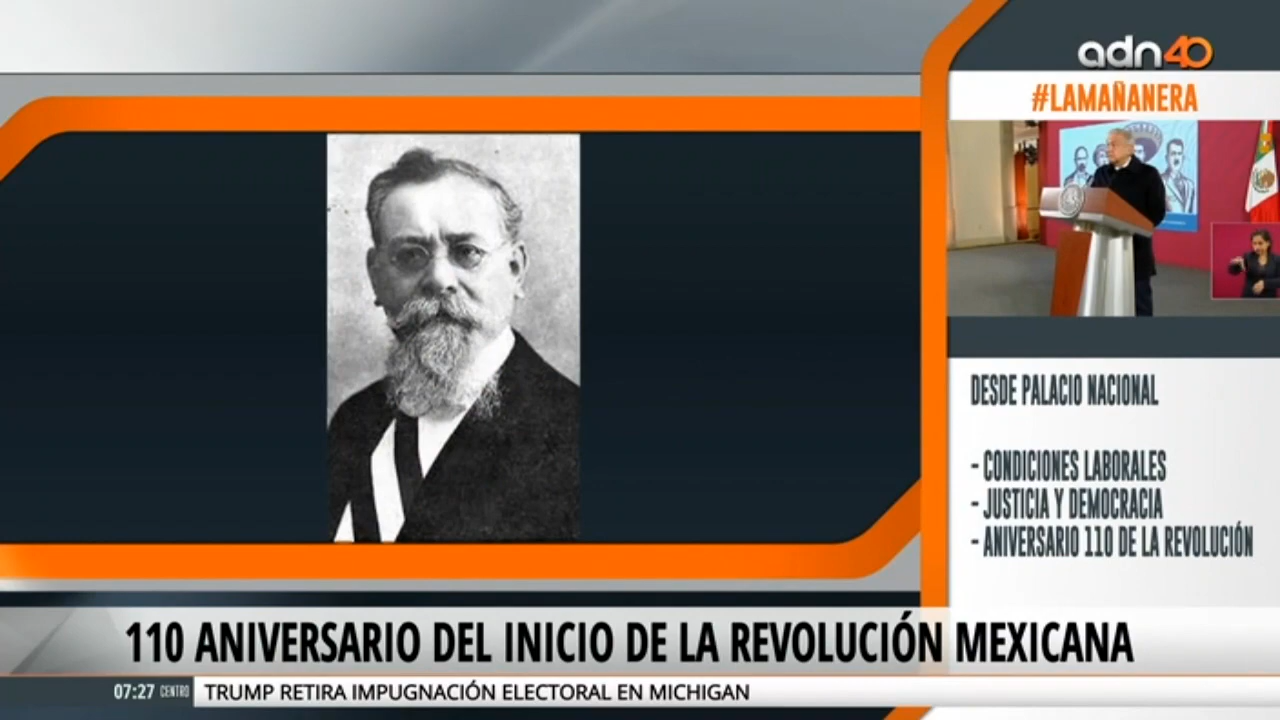 adn40
#LAMAÑANERA
DESDE PALACIO NACIONAL
- CONDICIONES LABORALES
- JUSTICIA Y DEMOCRACIA
- ANIVERSARIO 110 DE LA REVOLUCIÓN
110 ANIVERSARIO DEL INICIO DE LA REVOLUCIÓN MEXICANA
07:27 CENTRO TRUMP RETIRA IMPUGNACIÓN ELECTORAL EN MICHIGAN